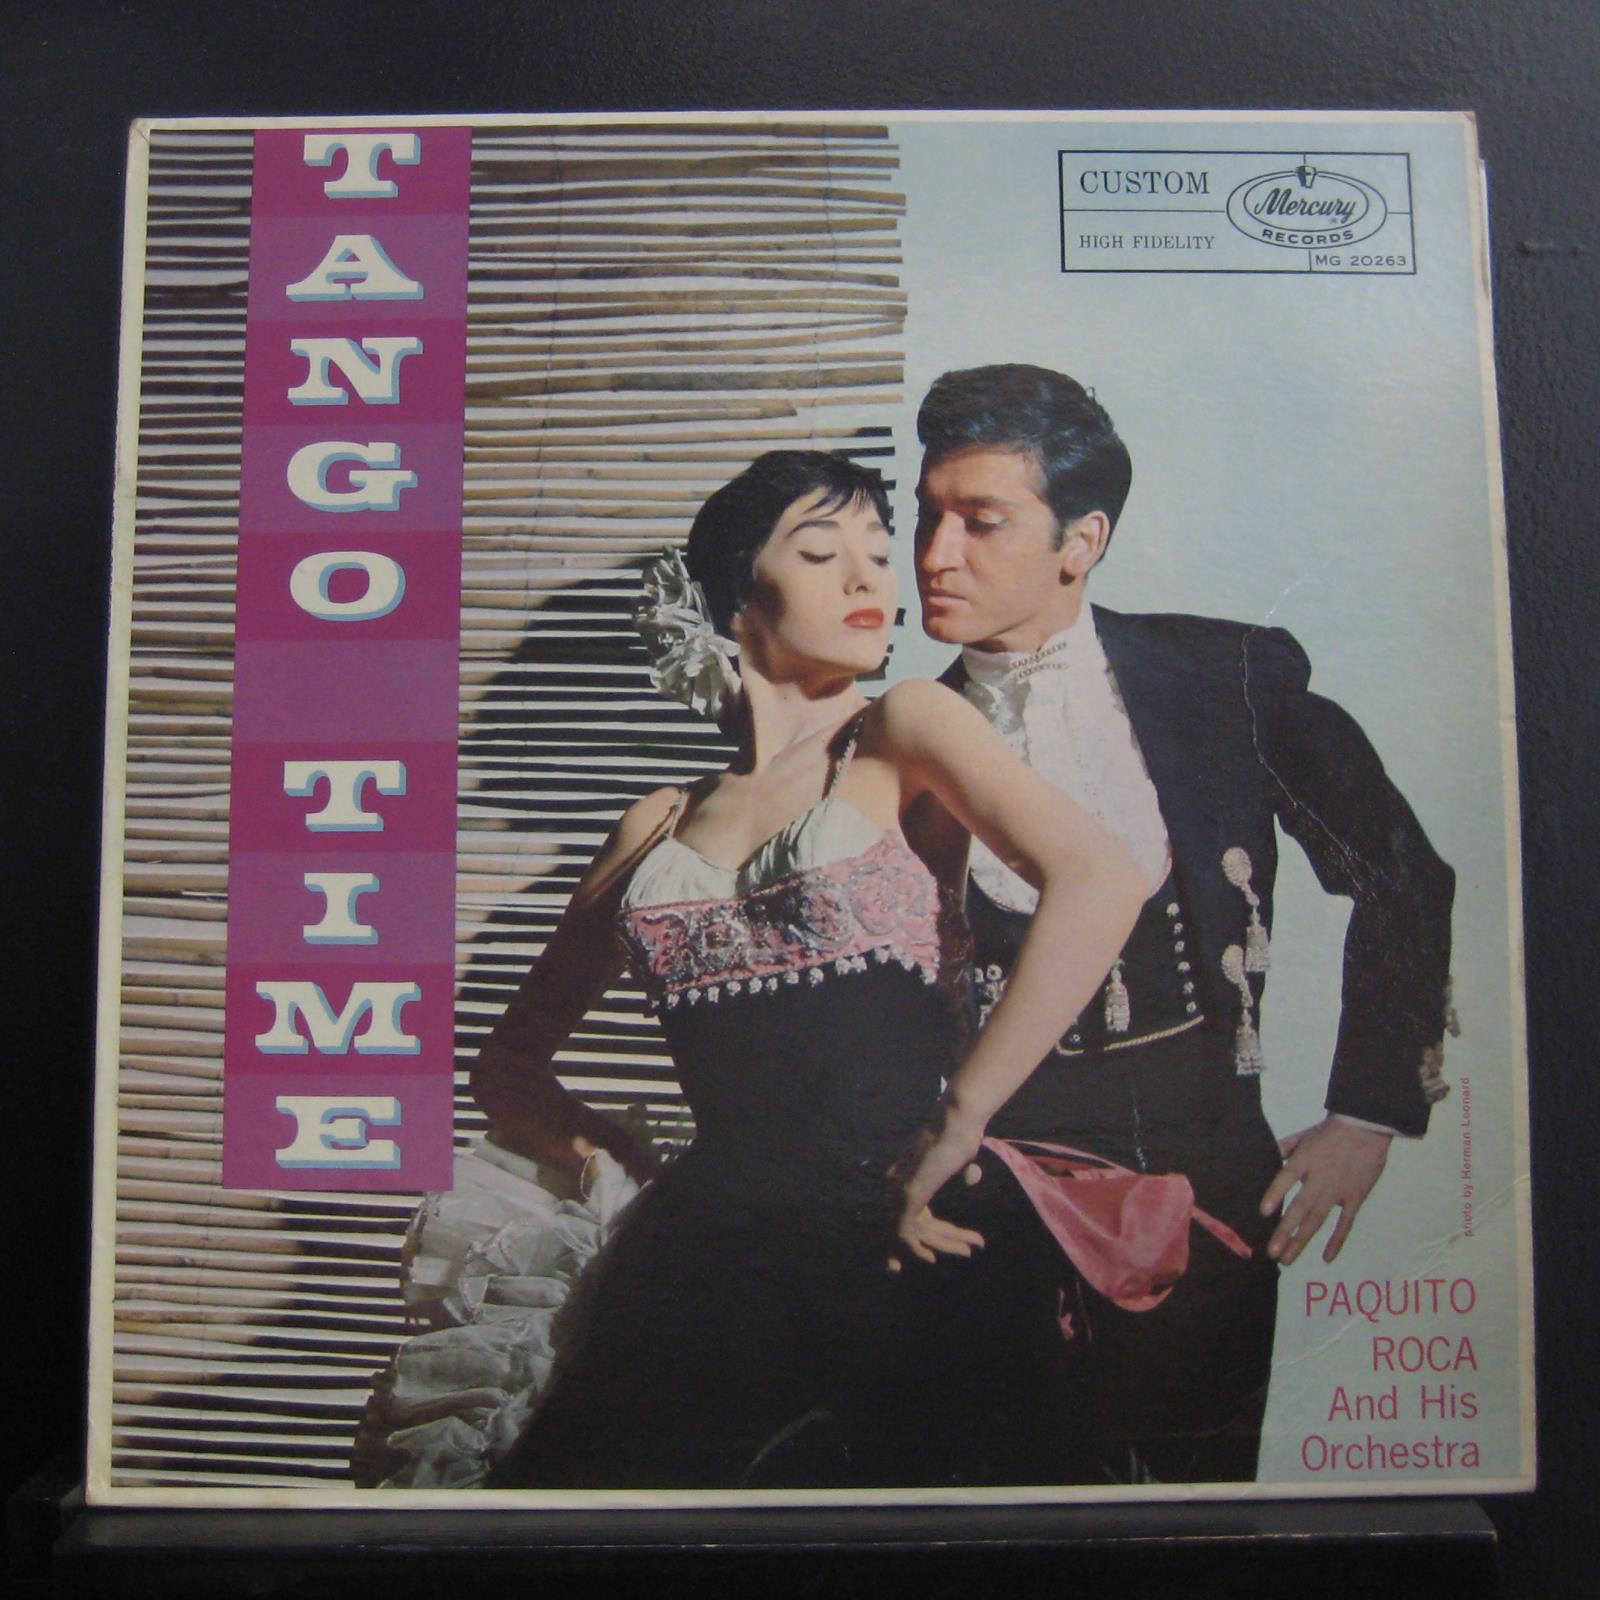 TANGO TIME
CUSTOM
HIGH FIDELITY
Mercury
®
RECORDS
MG 20263
photo by Herman Leonard
PAQUITO
ROCA
And His
Orchestra